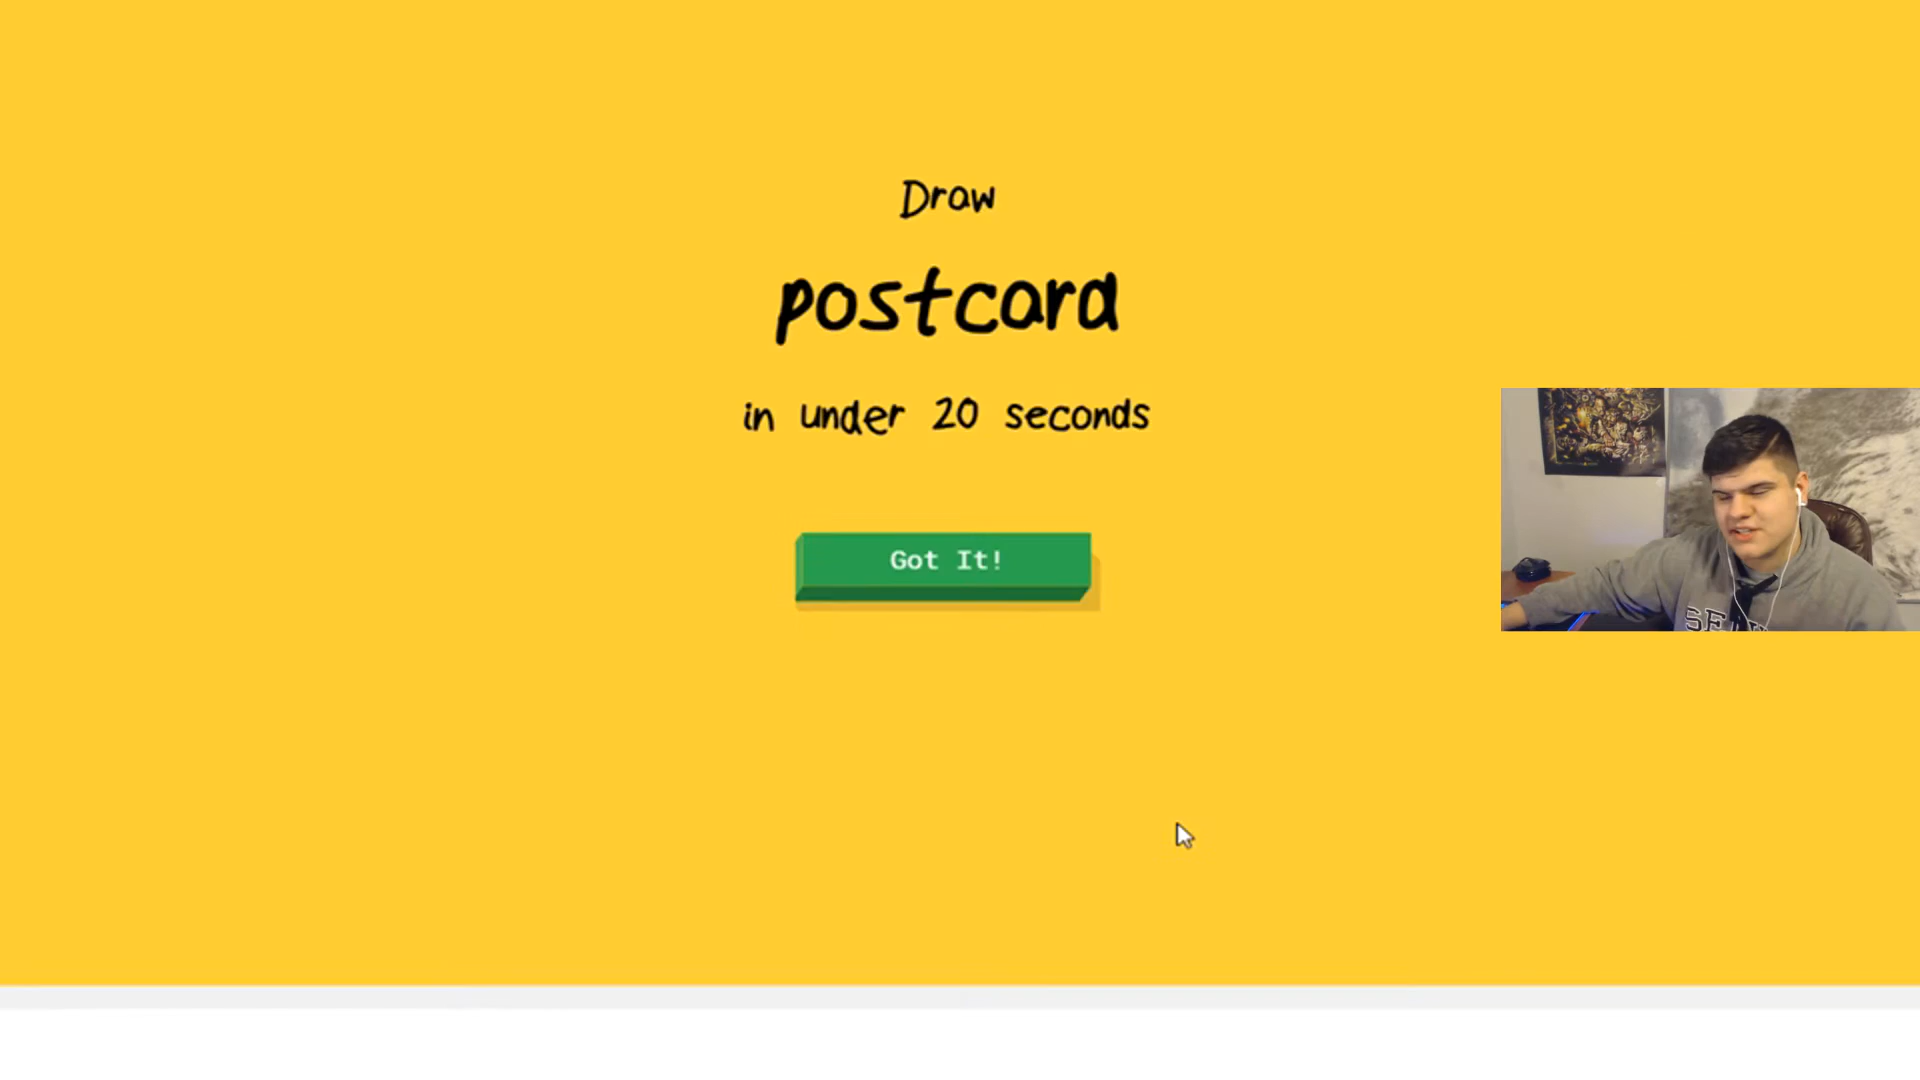 Draw
postcard
in under 20 seconds
Got It!